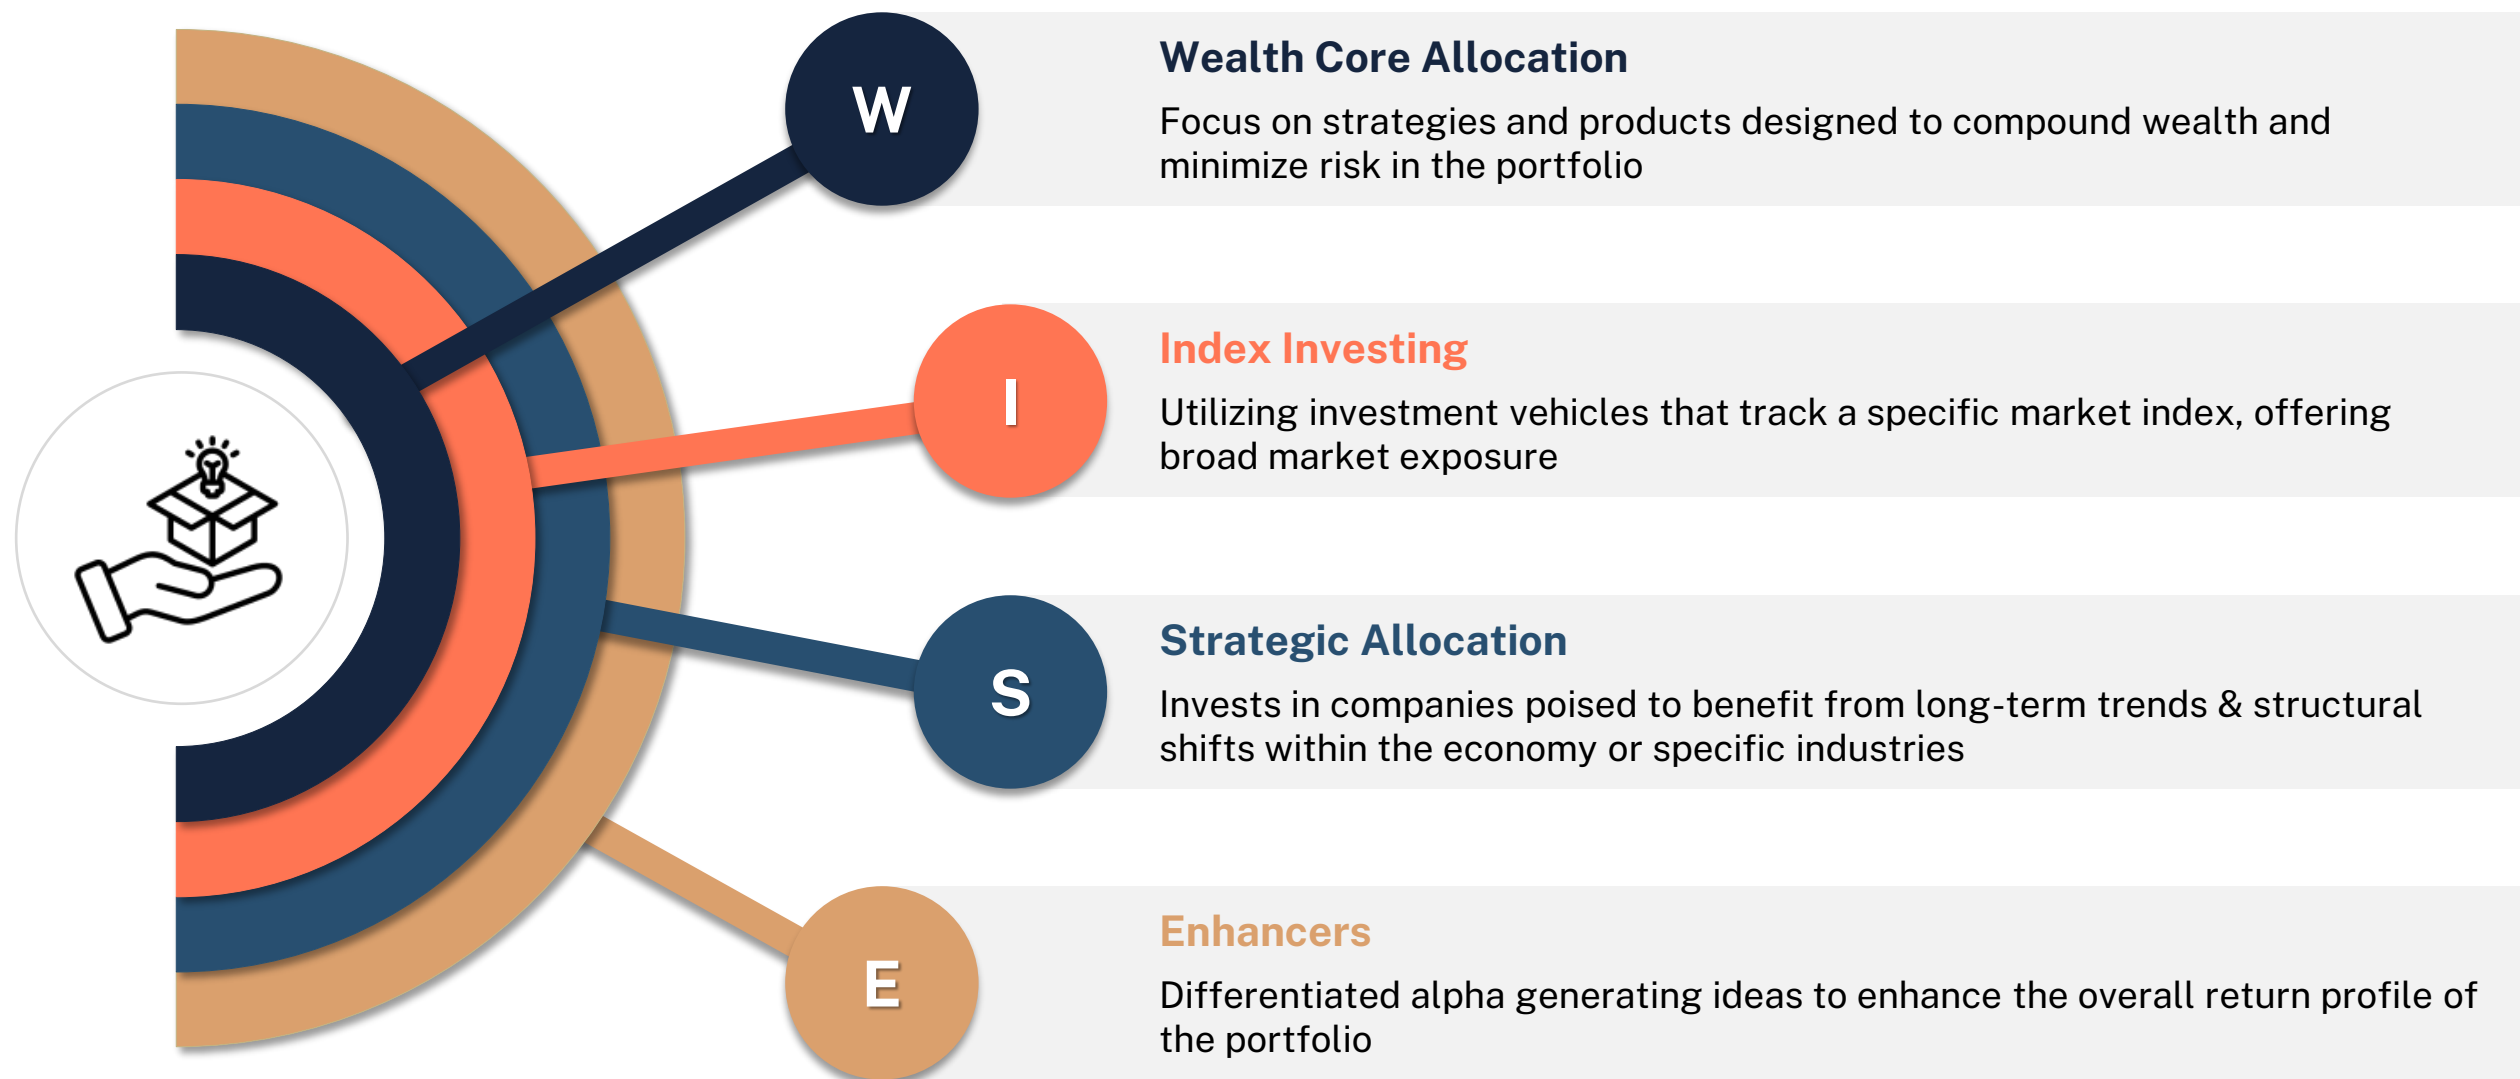 W
Wealth Core Allocation
Focus on strategies and products designed to compound wealth and
minimize risk in the portfolio
I
Index Investing
Utilizing investment vehicles that track a specific market index, offering
broad market exposure
S
Strategic Allocation
Invests in companies poised to benefit from long-term trends & structural
shifts within the economy or specific industries
E
Enhancers
Differentiated alpha generating ideas to enhance the overall return profile of
the portfolio